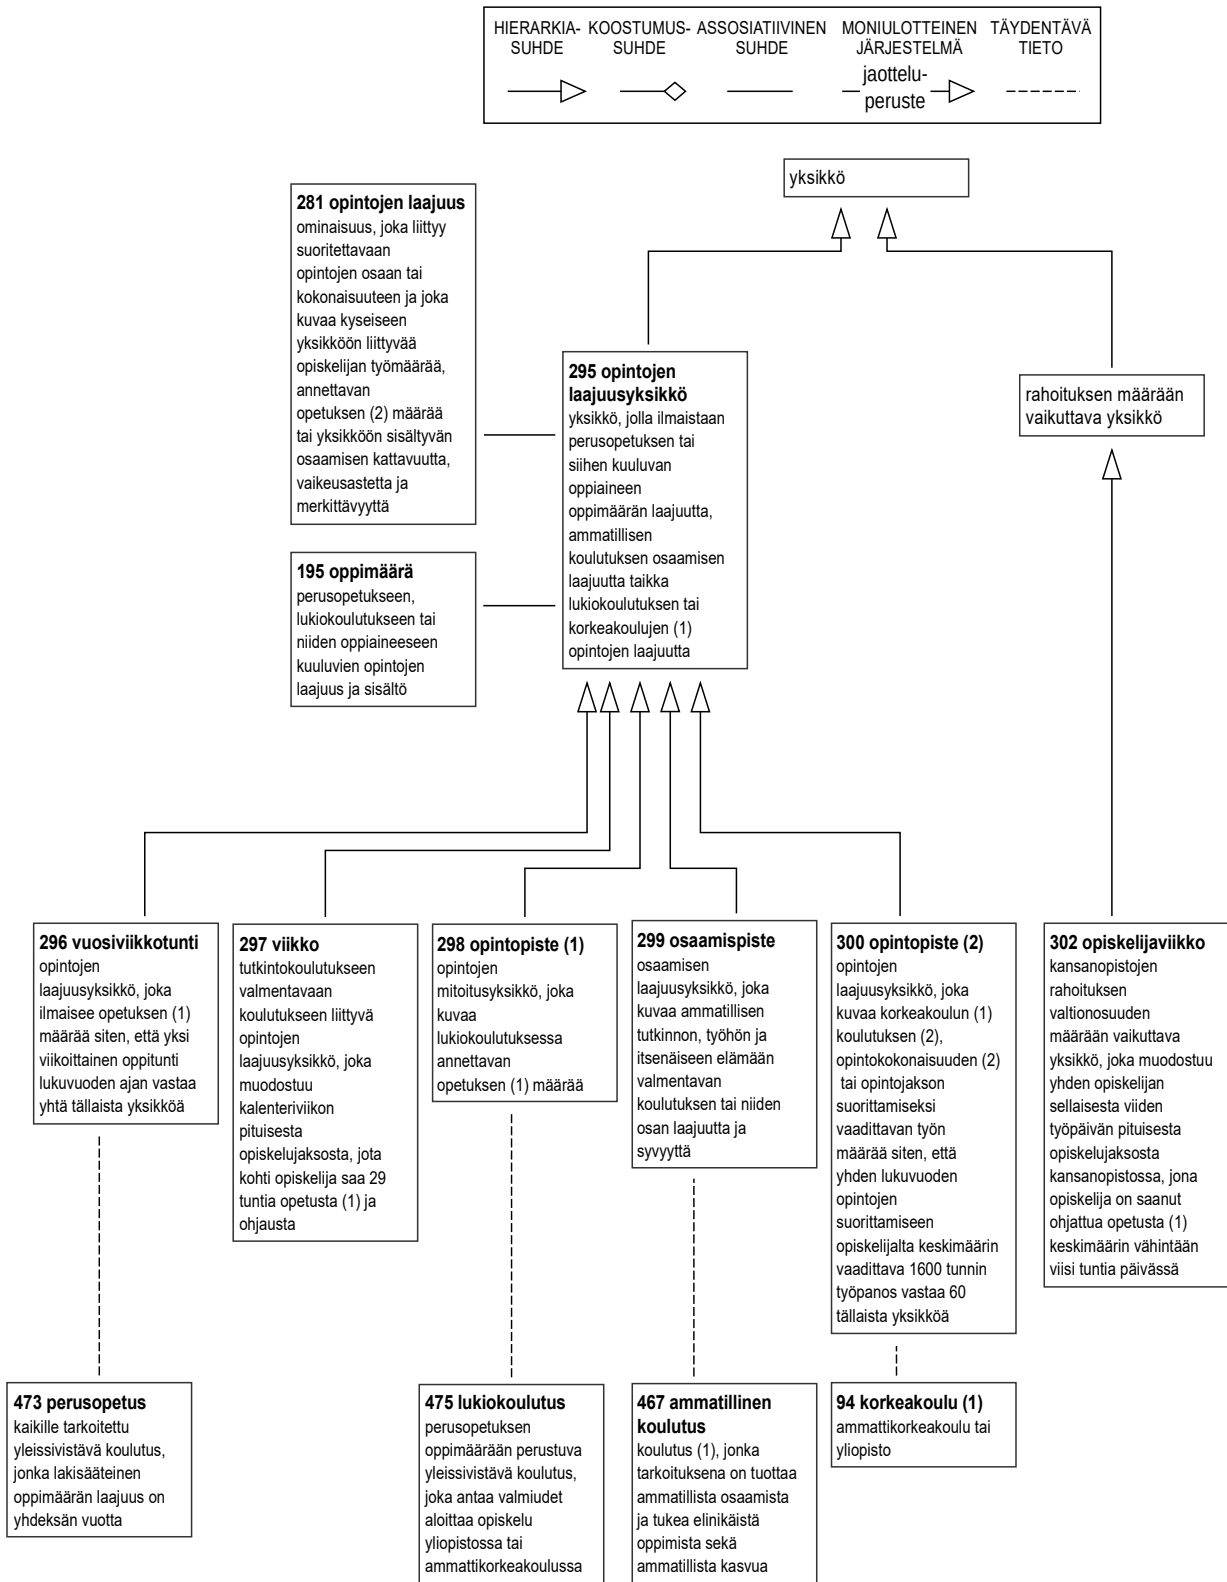 HIERARKIA-
SUHDE
KOOSTUMUS-
SUHDE
ASSOSIATIIVINEN
SUHDE
MONIULOTTEINEN
JÄRJESTELMÄ
TÄYDENTÄVÄ
TIETO
jaottelu-
peruste
yksikkö
281 opintojen laajuus
ominaisuus, joka liittyy
suoritettavaan
opintojen osaan tai
kokonaisuuteen ja joka
kuvaa kyseiseen
yksikköön liittyvää
opiskelijan työmäärää,
annettavan
opetuksen (2) määrää
tai yksikköön sisältyvän
osaamisen kattavuutta,
vaikeusastetta ja
merkittävyyttä
295 opintojen
laajuusyksikkö
yksikkö, jolla ilmaistaan
perusopetuksen tai
siihen kuuluvan
oppiaineen
oppimäärän laajuutta,
ammatillisen
koulutuksen osaamisen
laajuutta taikka
lukiokoulutuksen tai
korkeakoulujen (1)
opintojen laajuutta
rahoituksen määrään
vaikuttava yksikkö
195 oppimäärä
perusopetukseen,
lukiokoulutukseen tai
niiden oppiaineeseen
kuuluvien opintojen
laajuus ja sisältö
296 vuosiviikkotunti
opintojen
laajuusyksikkö, joka
ilmaisee opetuksen (1)
määrää siten, että yksi
viikoittainen oppitunti
lukuvuoden ajan vastaa
yhtä tällaista yksikköä
297 viikko
tutkintokoulutukseen
valmentavaan
koulutukseen liittyvä
opintojen
laajuusyksikkö, joka
muodostuu
kalenteriviikon
pituisesta
opiskelujaksosta, jota
kohti opiskelija saa 29
tuntia opetusta (1) ja
ohjausta
298 opintopiste (1)
opintojen
mitoitusyksikkö, joka
kuvaa
lukiokoulutuksessa
annettavan
opetuksen (1) määrää
299 osaamispiste
osaamisen
laajuusyksikkö, joka
kuvaa ammatillisen
tutkinnon, työhön ja
itsenäiseen elämään
valmentavan
koulutuksen tai niiden
osan laajuutta ja
syvyyttä
300 opintopiste (2)
opintojen
laajuusyksikkö, joka
kuvaa korkeakoulun (1)
koulutuksen (2),
opintokokonaisuuden (2)
tai opintojakson
suorittamiseksi
vaadittavan työn
määrää siten, että
yhden lukuvuoden
opintojen
suorittamiseen
opiskelijalta keskimäärin
vaadittava 1600 tunnin
työpanos vastaa 60
tällaista yksikköä
302 opiskelijaviikko
kansanopistojen
rahoituksen
valtionosuuden
määrään vaikuttava
yksikkö, joka muodostuu
yhden opiskelijan
sellaisesta viiden
työpäivän pituisesta
opiskelujaksosta
kansanopistossa, jona
opiskelija on saanut
ohjattua opetusta (1)
keskimäärin vähintään
viisi tuntia päivässä
473 perusopetus
kaikille tarkoitettu
yleissivistävä koulutus,
jonka lakisääteinen
oppimäärän laajuus on
yhdeksän vuotta
475 lukiokoulutus
perusopetuksen
oppimäärään perustuva
yleissivistävä koulutus,
joka antaa valmiudet
aloittaa opiskelu
yliopistossa tai
ammattikorkeakoulussa
467 ammatillinen
koulutus
koulutus (1), jonka
tarkoituksena on tuottaa
ammatillista osaamista
ja tukea elinikäistä
oppimista sekä
ammatillista kasvua
94 korkeakoulu (1)
ammattikorkeakoulu tai
yliopisto